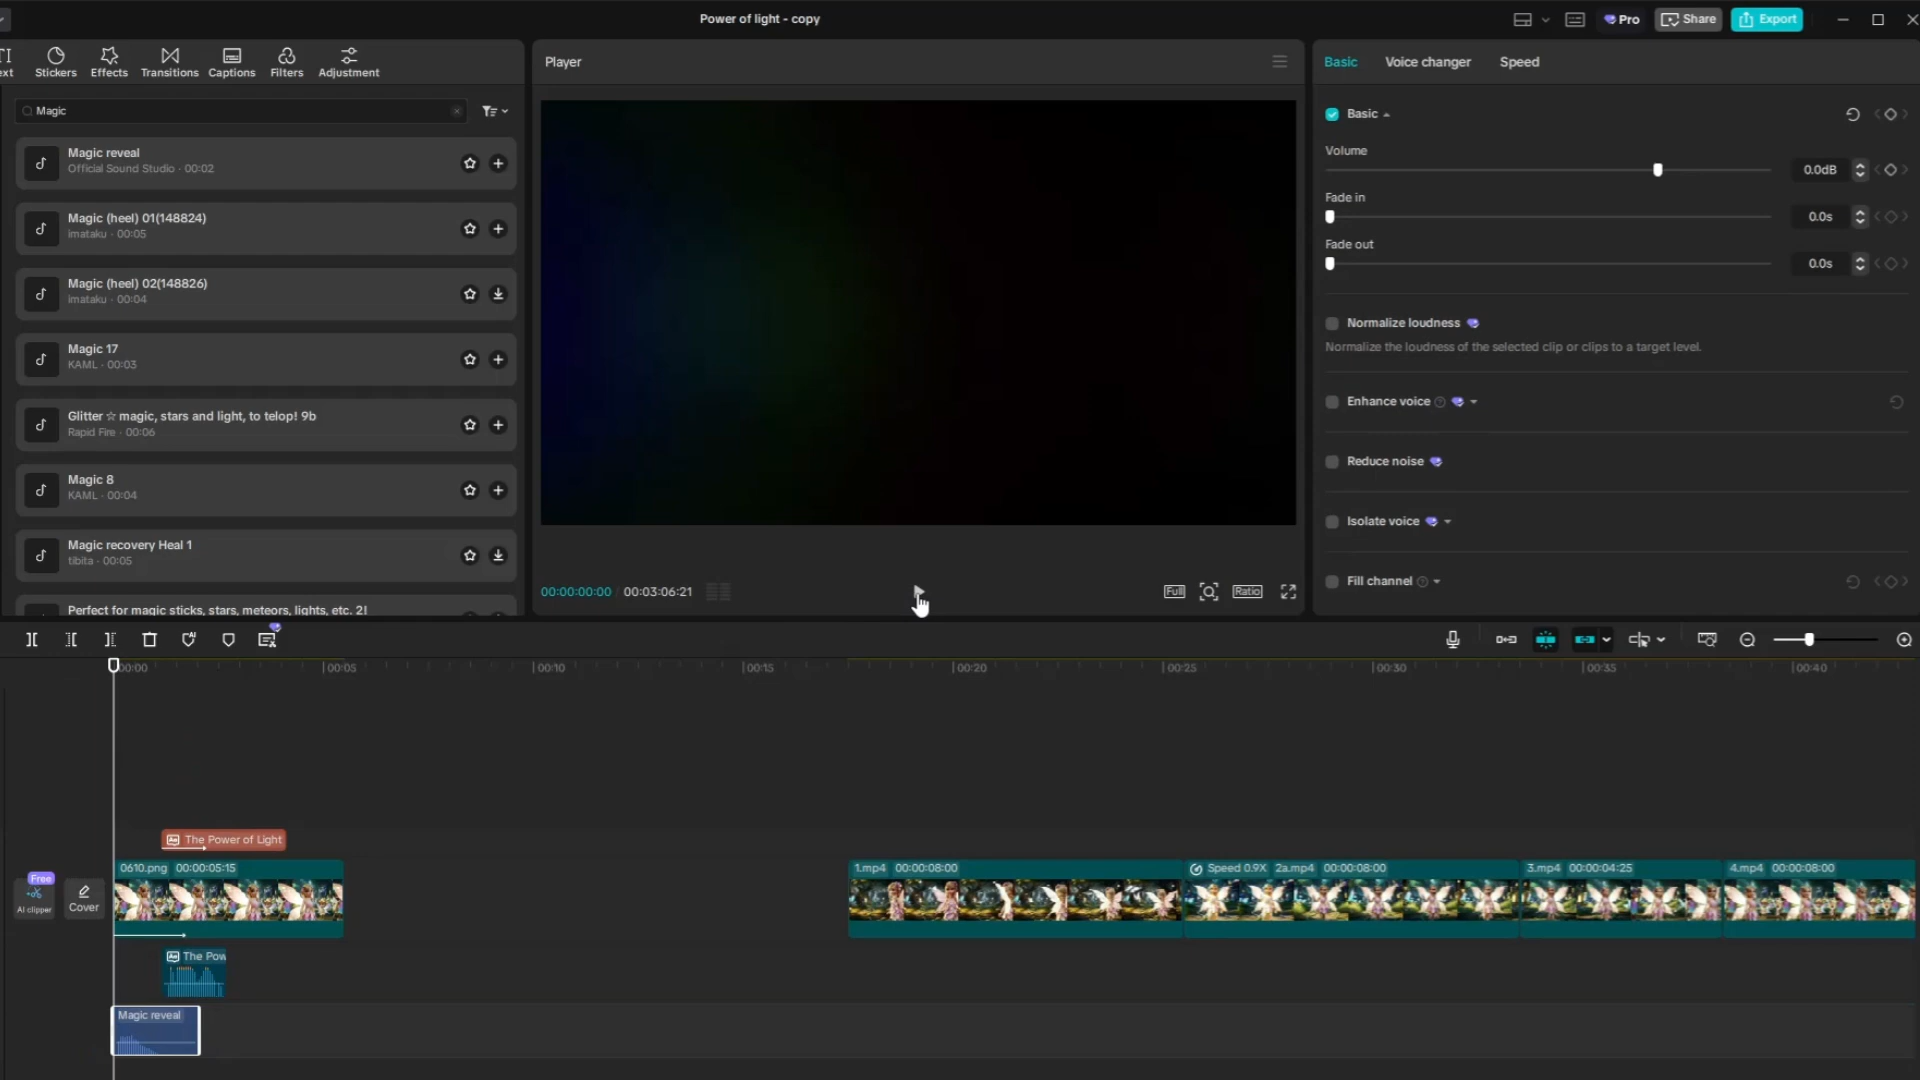 Power of light - copy
Pro
Share
Export
ext
Stickers
Effects
Transitions
Captions
Filters
Adjustment
Magic
Magic reveal
Official Sound Studio · 00:02
Magic (heel) 01(148824)
imataku · 00:05
Magic (heel) 02(148826)
imataku · 00:04
Magic 17
KAML · 00:03
Glitter ☆ magic, stars and light, to telop! 9b
Rapid Fire · 00:06
Magic 8
KAML · 00:04
Magic recovery Heal 1
tibita · 00:05
Perfect for magic sticks, stars, meteors, lights, etc. 2!
Player
00:00:00:00 / 00:03:06:21
Full
Ratio
Basic
Voice changer
Speed
Basic
Volume
0.0dB
Fade in
0.0s
Fade out
0.0s
Normalize loudness
Normalize the loudness of the selected clip or clips to a target level.
Enhance voice
Reduce noise
Isolate voice
Fill channel
00:00
00:05
00:10
00:15
00:20
00:25
00:30
00:35
00:40
The Power of Light
Free
AI clipper
Cover
0610.png 00:00:05:15
1.mp4 00:00:08:00
Speed 0.9X 2a.mp4 00:00:08:00
3.mp4 00:00:04:25
4.mp4 00:00:08:00
The Pow
Magic reveal